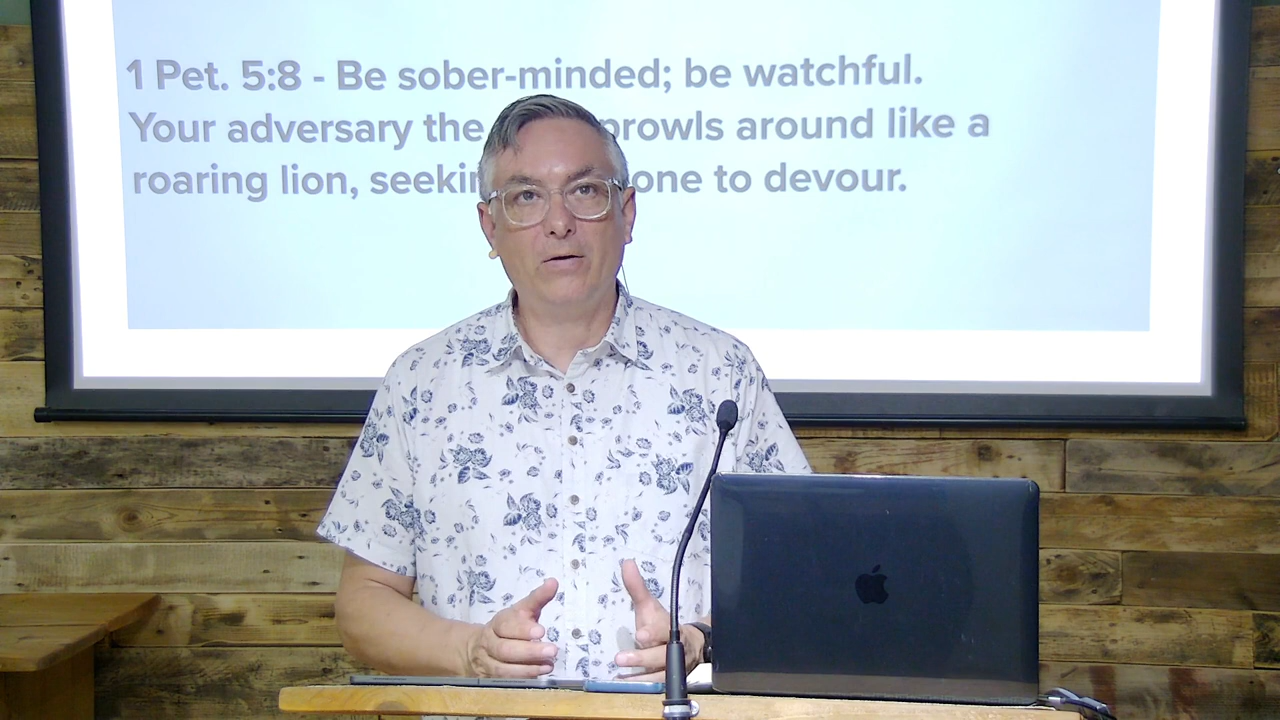 1 Pet. 5:8 - Be sober-minded; be watchful.
Your adversary the prowls around like a
roaring lion, seekin one to devour.